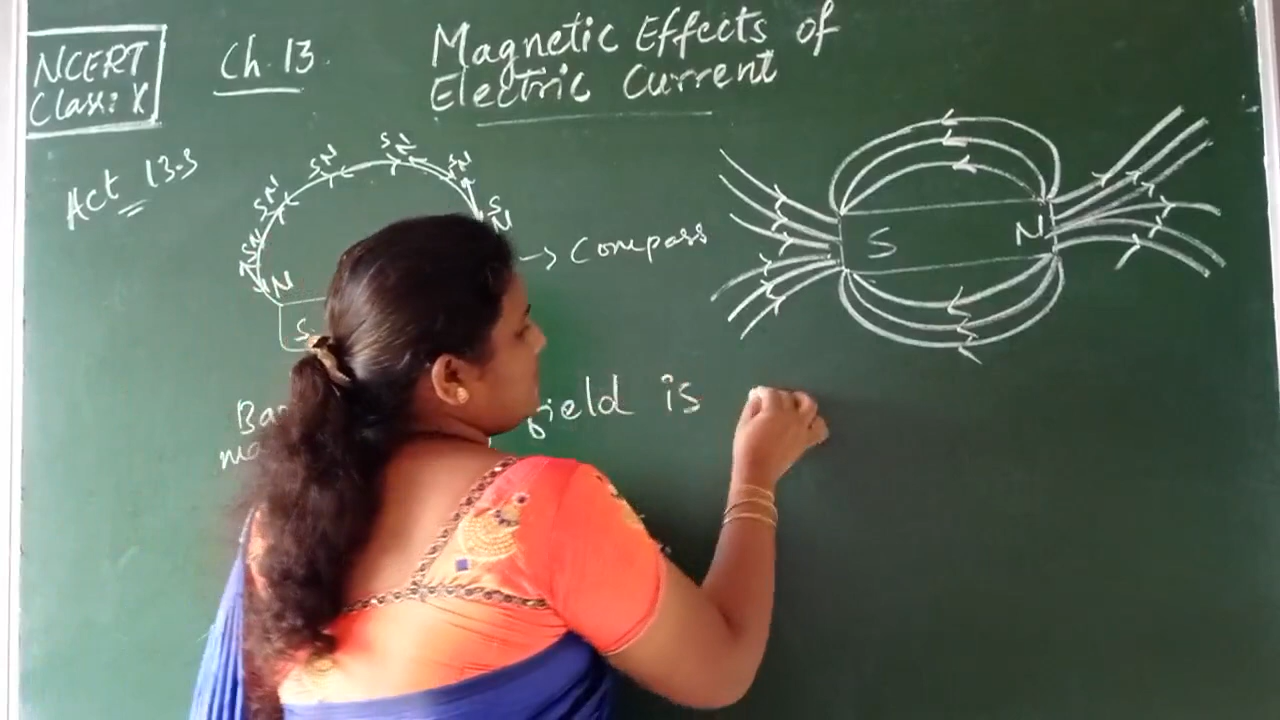 NCERT
Class: X
Ch. 13.
Magnetic Effects of
Electric Current
Act 13.3
S N
S N
S N
S N
S N
S N
N
S
→ Compass
S
N
field is